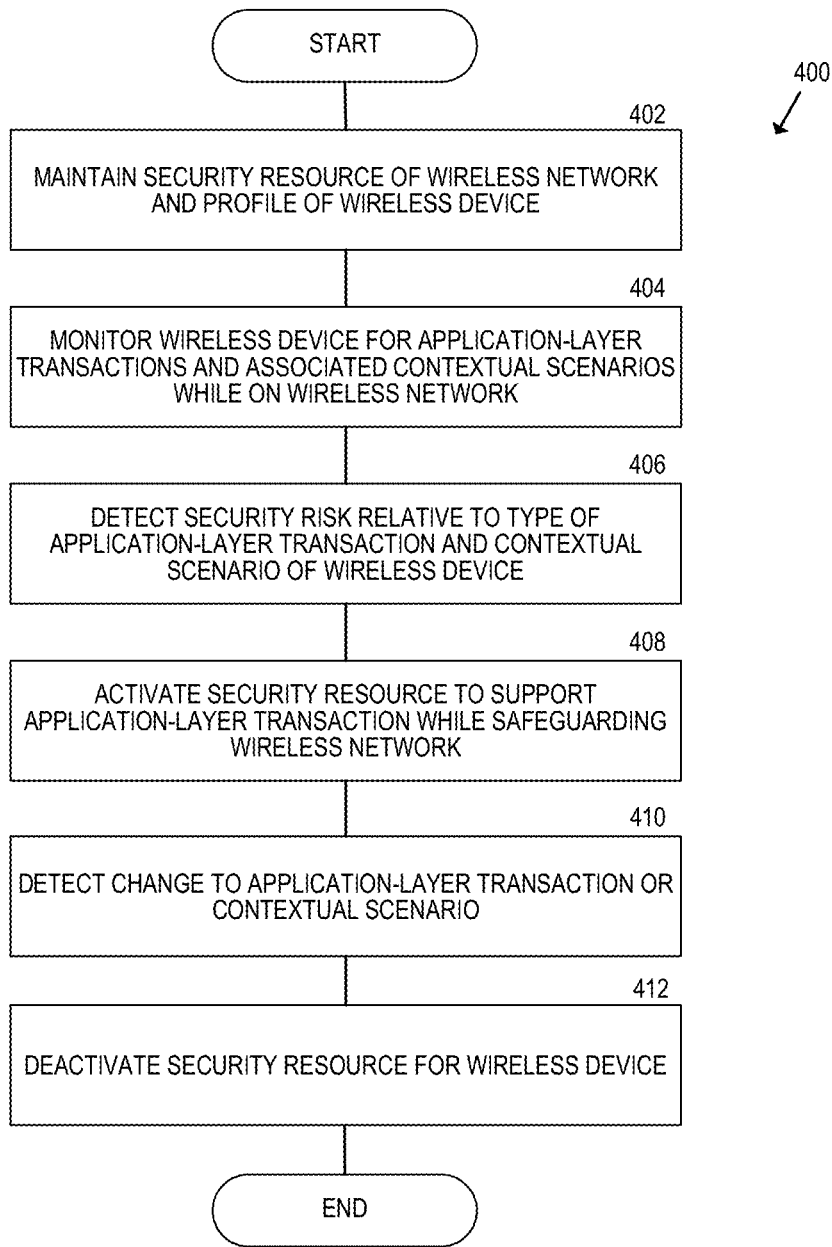 START
400
402
MAINTAIN SECURITY RESOURCE OF WIRELESS NETWORK
AND PROFILE OF WIRELESS DEVICE
404
MONITOR WIRELESS DEVICE FOR APPLICATION-LAYER
TRANSACTIONS AND ASSOCIATED CONTEXTUAL SCENARIOS
WHILE ON WIRELESS NETWORK
406
DETECT SECURITY RISK RELATIVE TO TYPE OF
APPLICATION-LAYER TRANSACTION AND CONTEXTUAL
SCENARIO OF WIRELESS DEVICE
408
ACTIVATE SECURITY RESOURCE TO SUPPORT
APPLICATION-LAYER TRANSACTION WHILE SAFEGUARDING
WIRELESS NETWORK
410
DETECT CHANGE TO APPLICATION-LAYER TRANSACTION OR
CONTEXTUAL SCENARIO
412
DEACTIVATE SECURITY RESOURCE FOR WIRELESS DEVICE
END